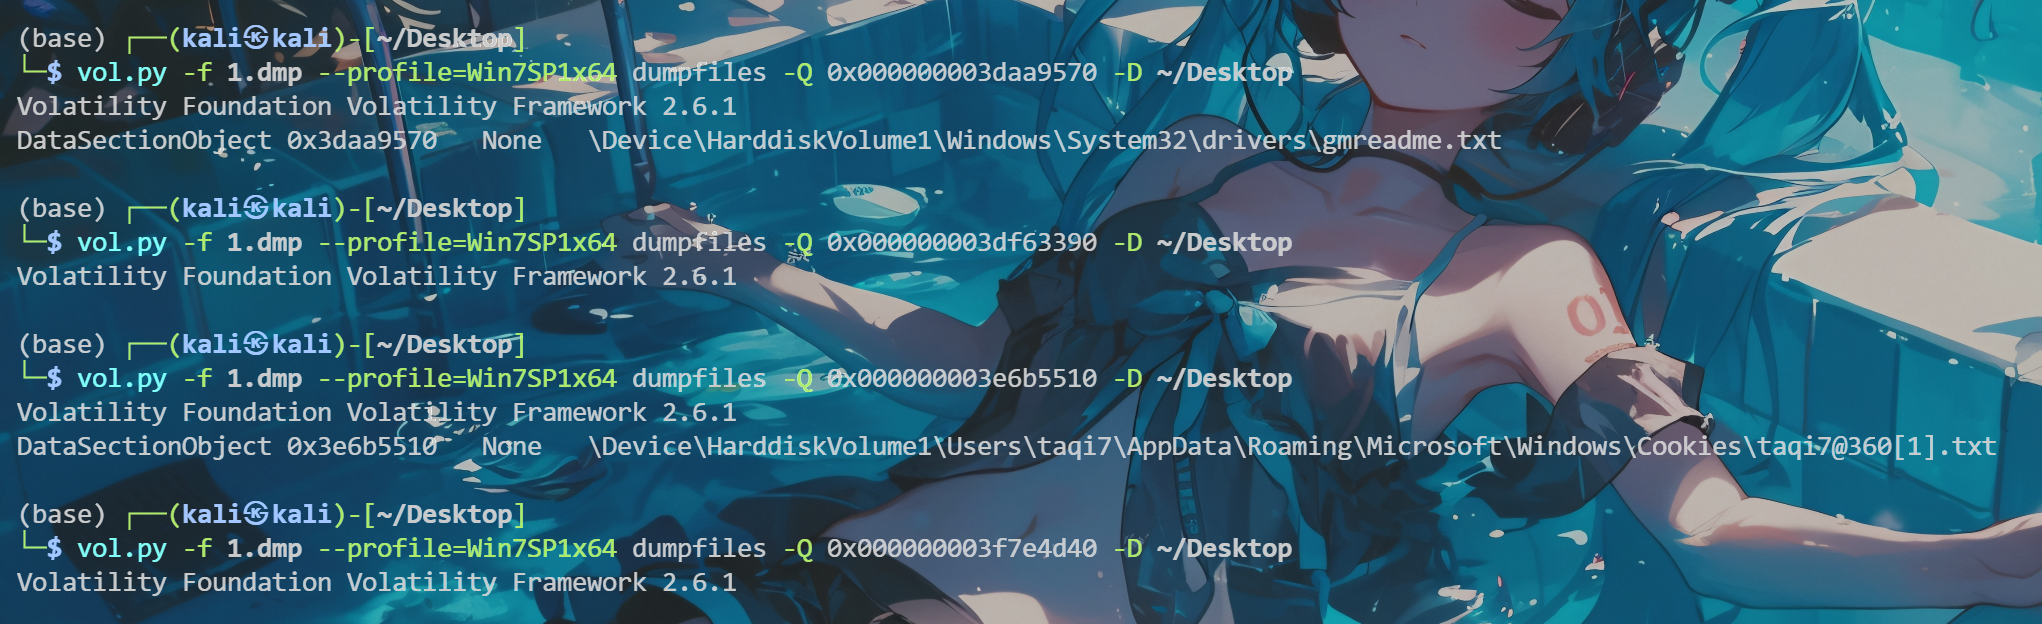 (base) ┌──(kali㉿kali)-[~/Desktop]
└─$ vol.py -f 1.dmp --profile=Win7SP1x64 dumpfiles -Q 0x000000003daa9570 -D ~/Desktop
Volatility Foundation Volatility Framework 2.6.1
DataSectionObject 0x3daa9570   None   \Device\HarddiskVolume1\Windows\System32\drivers\gmreadme.txt
(base) ┌──(kali㉿kali)-[~/Desktop]
└─$ vol.py -f 1.dmp --profile=Win7SP1x64 dumpfiles -Q 0x000000003df63390 -D ~/Desktop
Volatility Foundation Volatility Framework 2.6.1
(base) ┌──(kali㉿kali)-[~/Desktop]
└─$ vol.py -f 1.dmp --profile=Win7SP1x64 dumpfiles -Q 0x000000003e6b5510 -D ~/Desktop
Volatility Foundation Volatility Framework 2.6.1
DataSectionObject 0x3e6b5510   None   \Device\HarddiskVolume1\Users\taqi7\AppData\Roaming\Microsoft\Windows\Cookies\taqi7@360[1].txt
(base) ┌──(kali㉿kali)-[~/Desktop]
└─$ vol.py -f 1.dmp --profile=Win7SP1x64 dumpfiles -Q 0x000000003f7e4d40 -D ~/Desktop
Volatility Foundation Volatility Framework 2.6.1
01